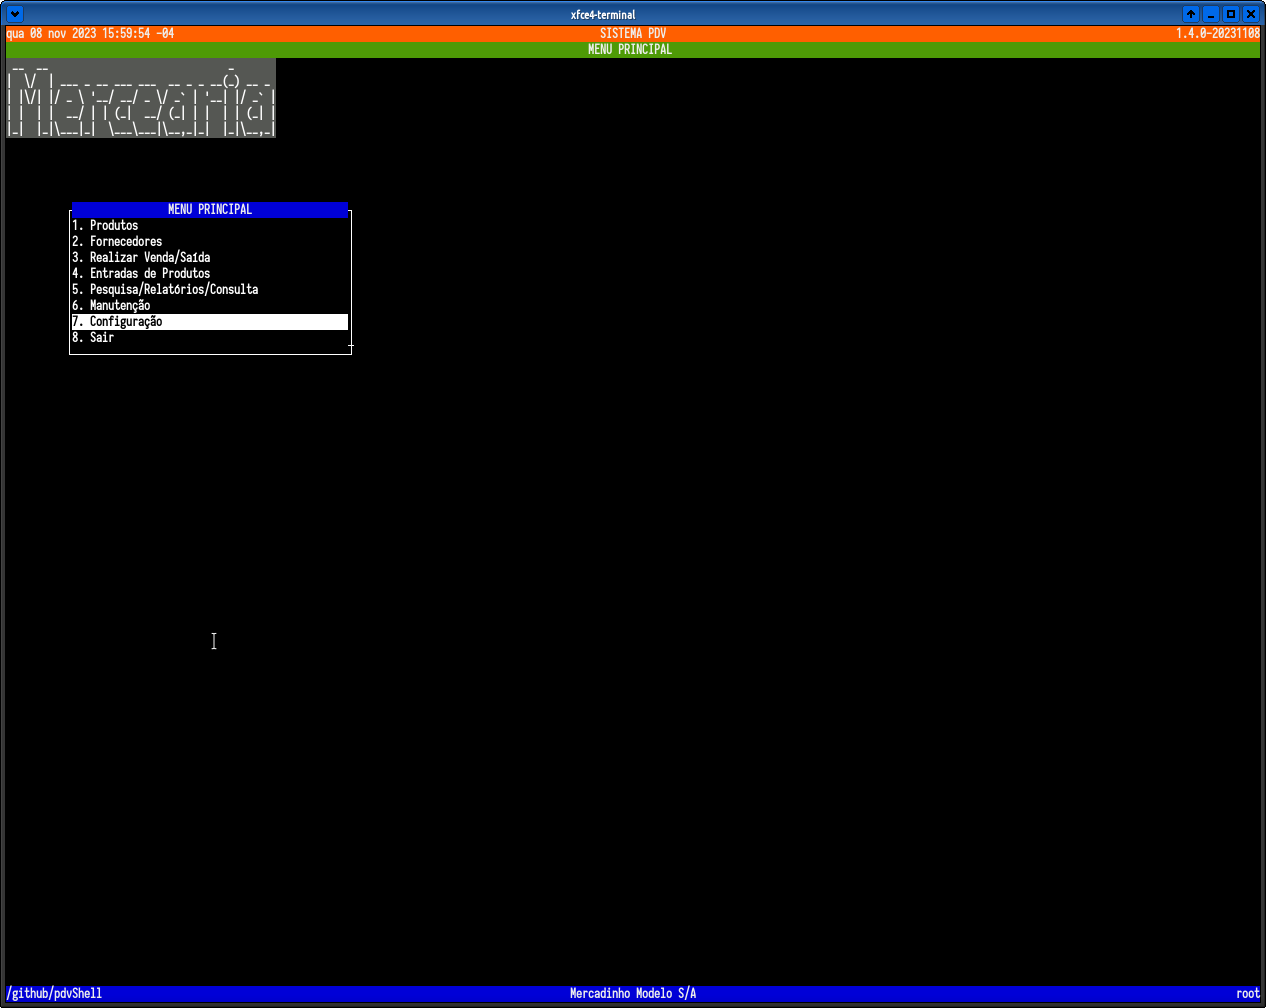 xfce4-terminal
qua 08 nov 2023 15:59:54 -04 SISTEMA PDV 1.4.0-20231108
MENU PRINCIPAL
Mercearia
MENU PRINCIPAL
1. Produtos
2. Fornecedores
3. Realizar Venda/Saída
4. Entradas de Produtos
5. Pesquisa/Relatórios/Consulta
6. Manutenção
7. Configuração
8. Sair
/github/pdvShell Mercadinho Modelo S/A root